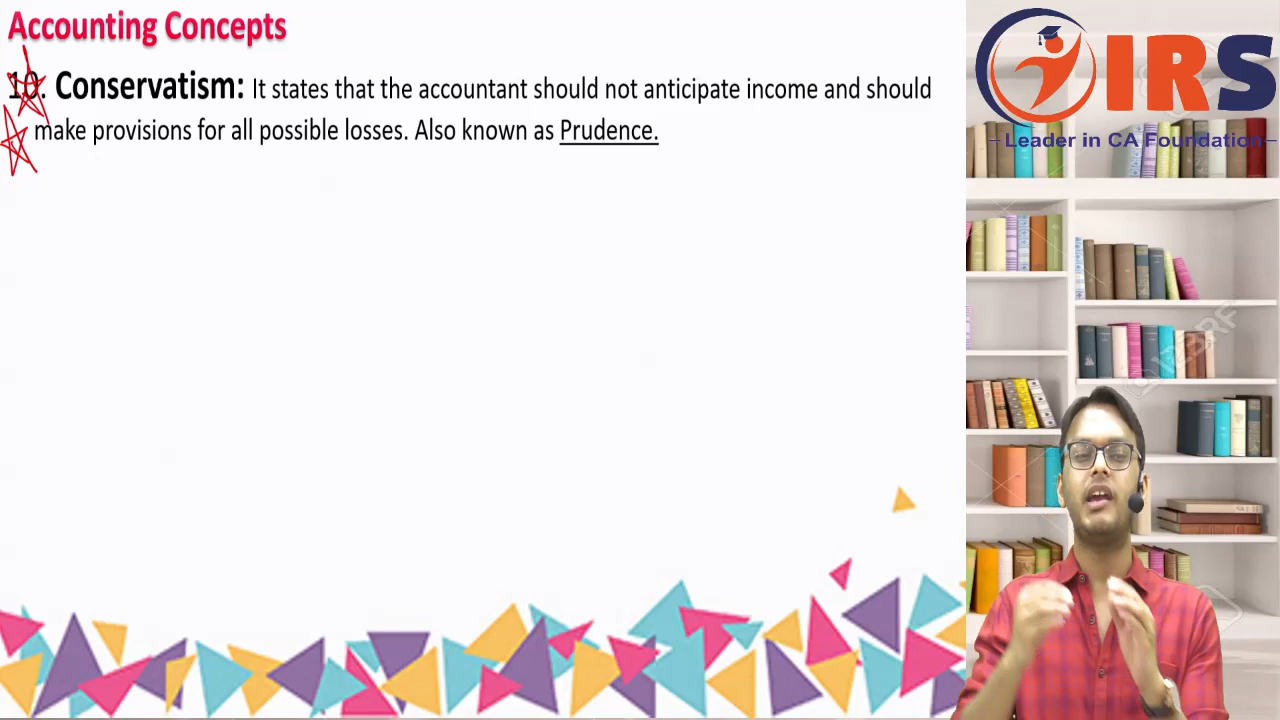 Accounting Concepts
10. Conservatism: It states that the accountant should not anticipate income and should
make provisions for all possible losses. Also known as Prudence.
IRS
- Leader in CA Foundation -
123RF